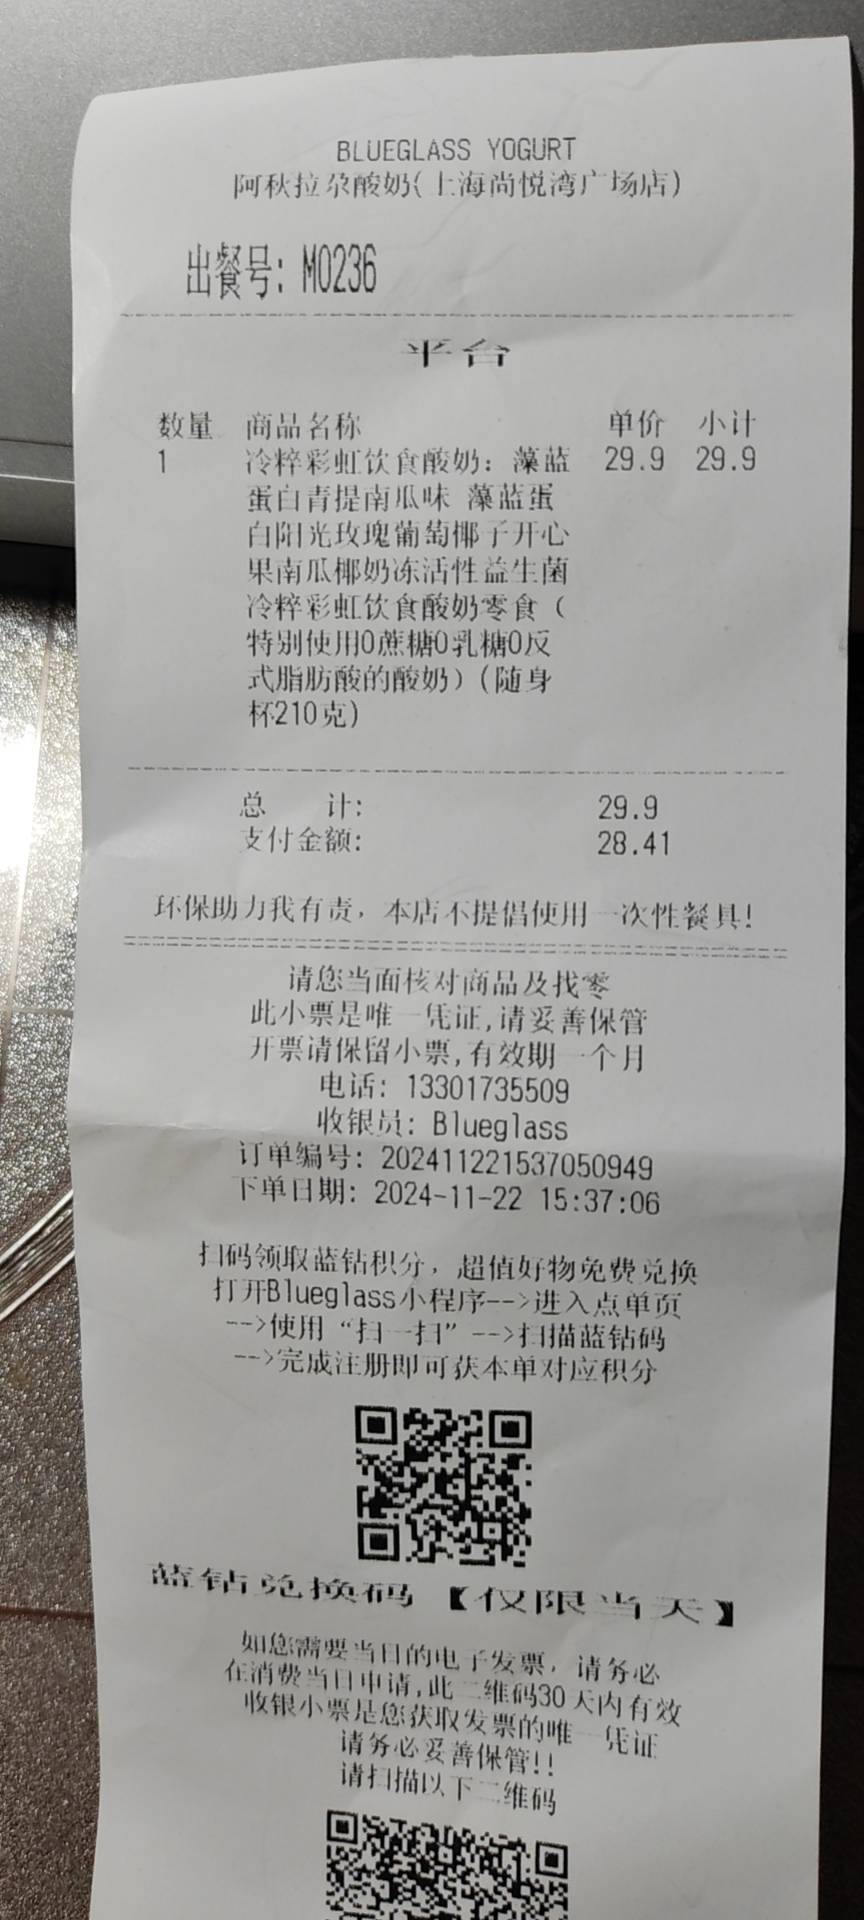 BLUEGLASS YOGURT
阿秋拉尕酸奶(上海尚悦湾广场店)
出餐号: M0236
平台
数量 商品名称 单价 小计
1 冷粹彩虹饮食酸奶: 藻蓝 29.9 29.9
蛋白青提南瓜味 藻蓝蛋
白阳光玫瑰葡萄椰子开心
果南瓜椰奶冻活性益生菌
冷粹彩虹饮食酸奶零食（
特别使用0蔗糖0乳糖0反
式脂肪酸的酸奶）（随身
杯210克）
总 计: 29.9
支付金额: 28.41
环保助力我有责，本店不提倡使用一次性餐具!
请您当面核对商品及找零
此小票是唯一凭证,请妥善保管
开票请保留小票,有效期一个月
电话: 13301735509
收银员: Blueglass
订单编号: 202411221537050949
下单日期: 2024-11-22 15:37:06
扫码领取蓝钻积分，超值好物免费兑换
打开Blueglass小程序-->进入点单页
-->使用“扫一扫”-->扫描蓝钻码
-->完成注册即可获本单对应积分
蓝钻兑换码【仅限当天】
如您需要当日的电子发票，请务必
在消费当日申请,此二维码30天内有效
收银小票是您获取发票的唯一凭证
请务必妥善保管!!
请扫描以下二维码